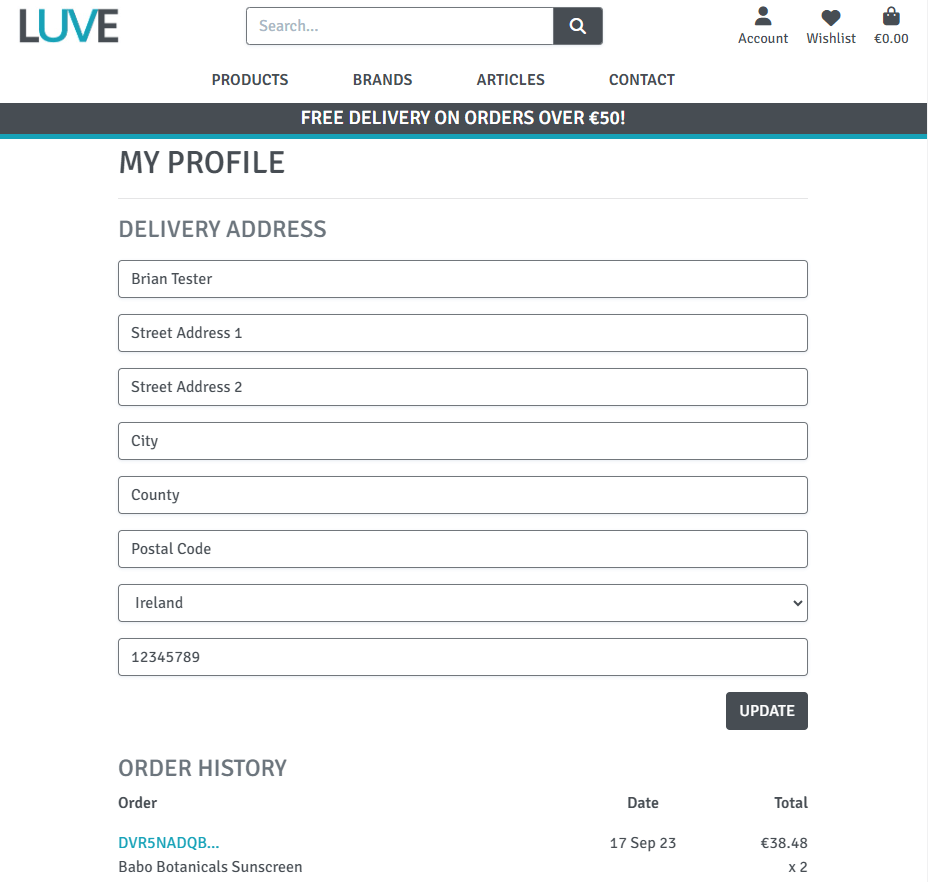 LUVE
Search...
Account
Wishlist
€0.00
PRODUCTS BRANDS ARTICLES CONTACT
FREE DELIVERY ON ORDERS OVER €50!
MY PROFILE
DELIVERY ADDRESS
Brian Tester
Street Address 1
Street Address 2
City
County
Postal Code
Ireland
12345789
UPDATE
ORDER HISTORY
Order Date Total
DVR5NADQB... 17 Sep 23 €38.48
Babo Botanicals Sunscreen x 2